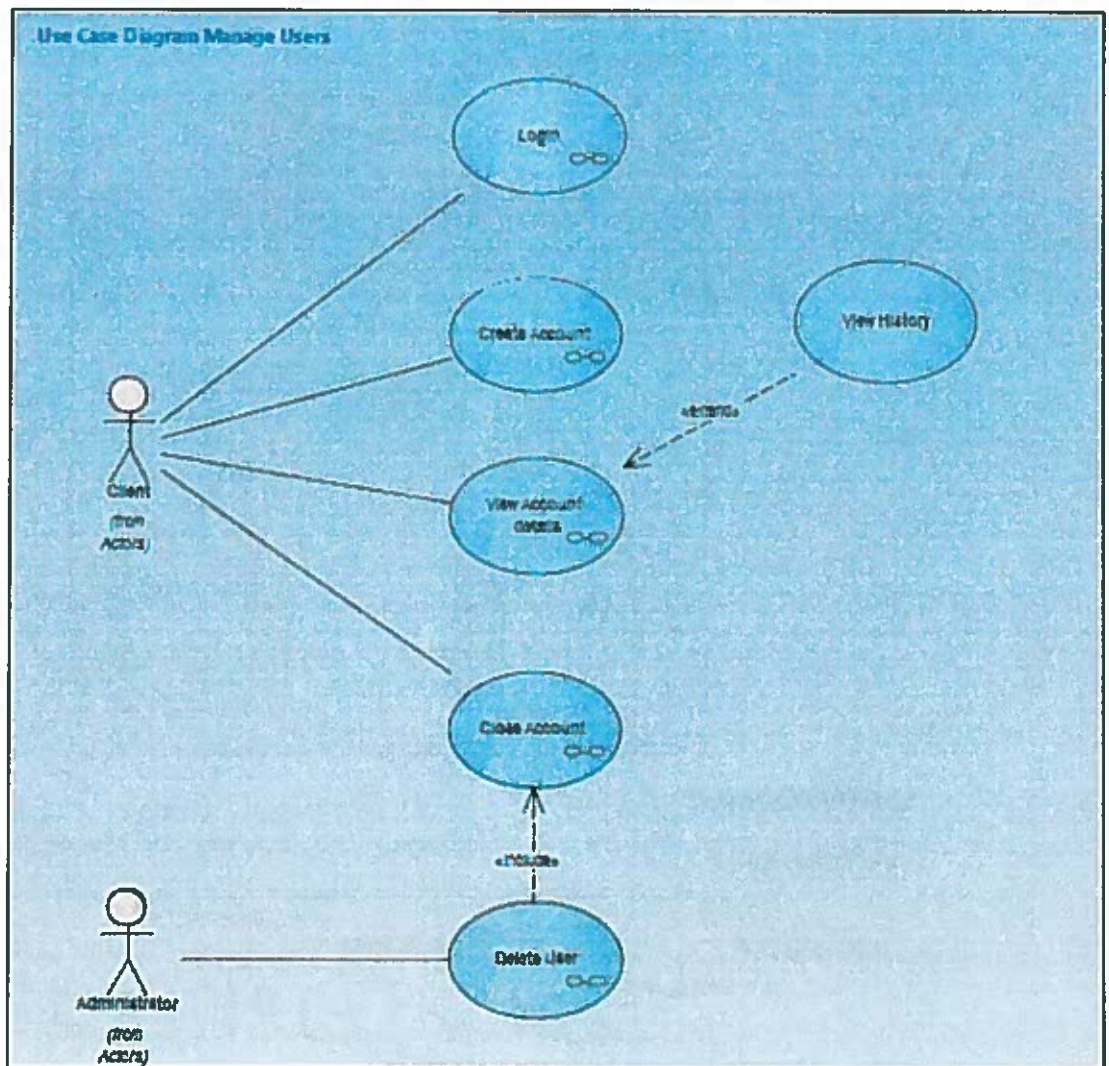 Use Case Diagram Manage Users
Login
Create Account
View History
«extend»
Client
(from
Actors)
View Account
details
Close Account
«include»
Administrator
(from
Actors)
Delete User